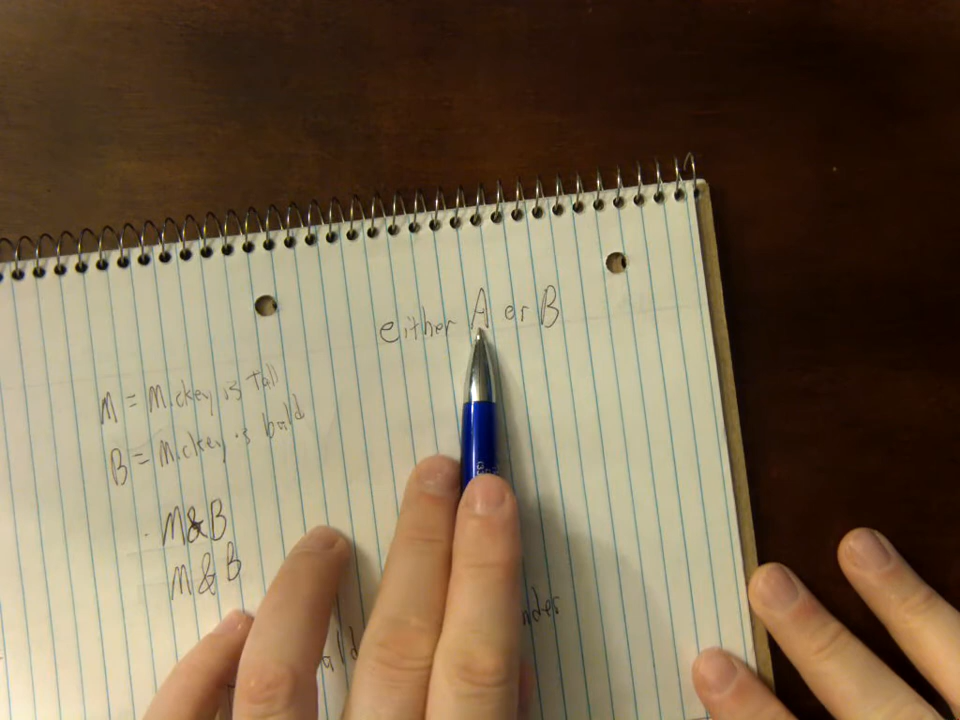 either A or B
M = Mickey is Tall
B = Mickey is bald
M&B
M&B